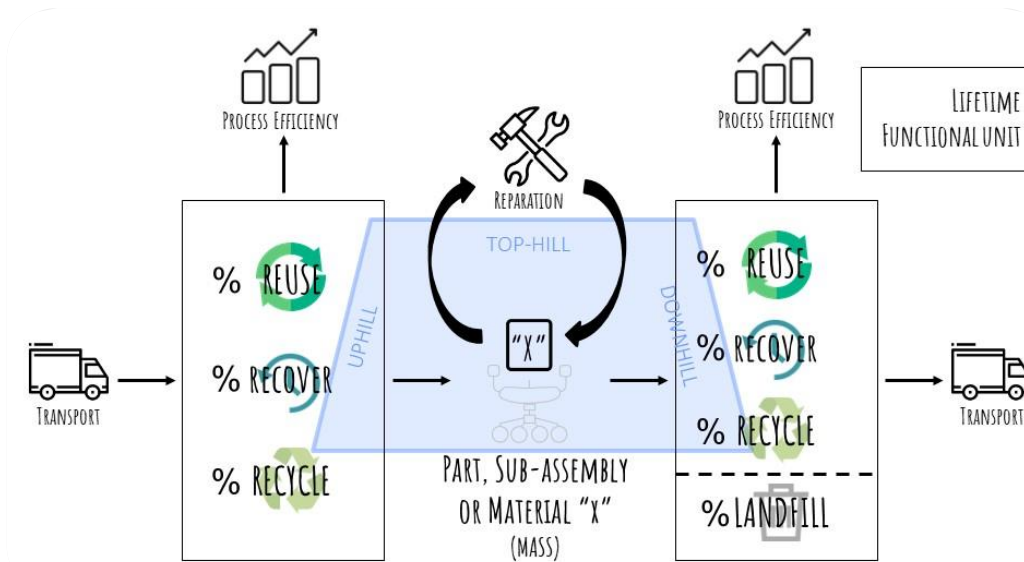 PROCESS EFFICIENCY
PROCESS EFFICIENCY
LIFETIME
FUNCTIONAL UNIT
REPARATION
TOP-HILL
UPHILL
DOWNHILL
% REUSE
% RECOVER
% RECYCLE
"X"
% REUSE
% RECOVER
% RECYCLE
% LANDFILL
TRANSPORT
TRANSPORT
PART, SUB-ASSEMBLY
OR MATERIAL "X"
(MASS)